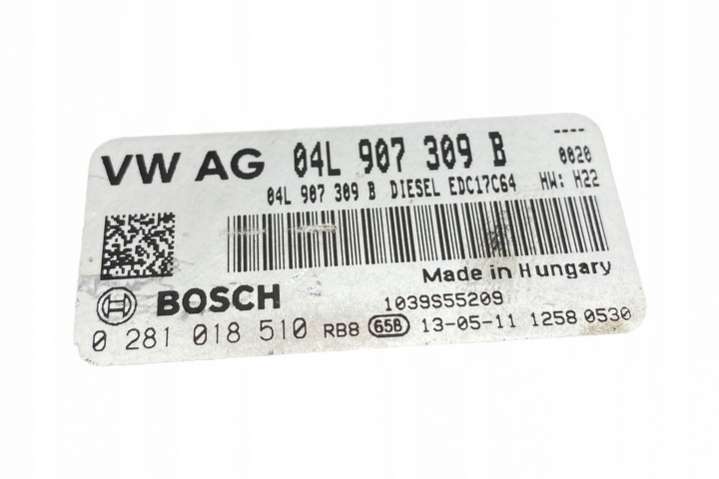 ----
VW AG 04L 907 309 B 0020
04L 907 309 B DIESEL EDC17C64 HW: H22
Made in Hungary
BOSCH 1039S55209
0 281 018 510 RB8 65B 13-05-11 1258 0530